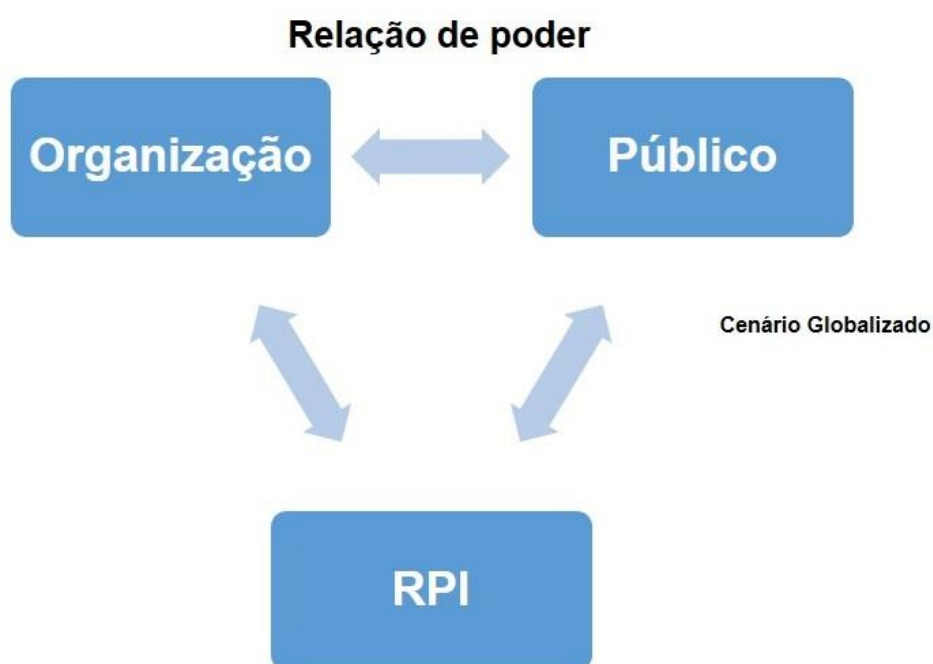 Relação de poder
Organização
Público
Cenário Globalizado
RPI